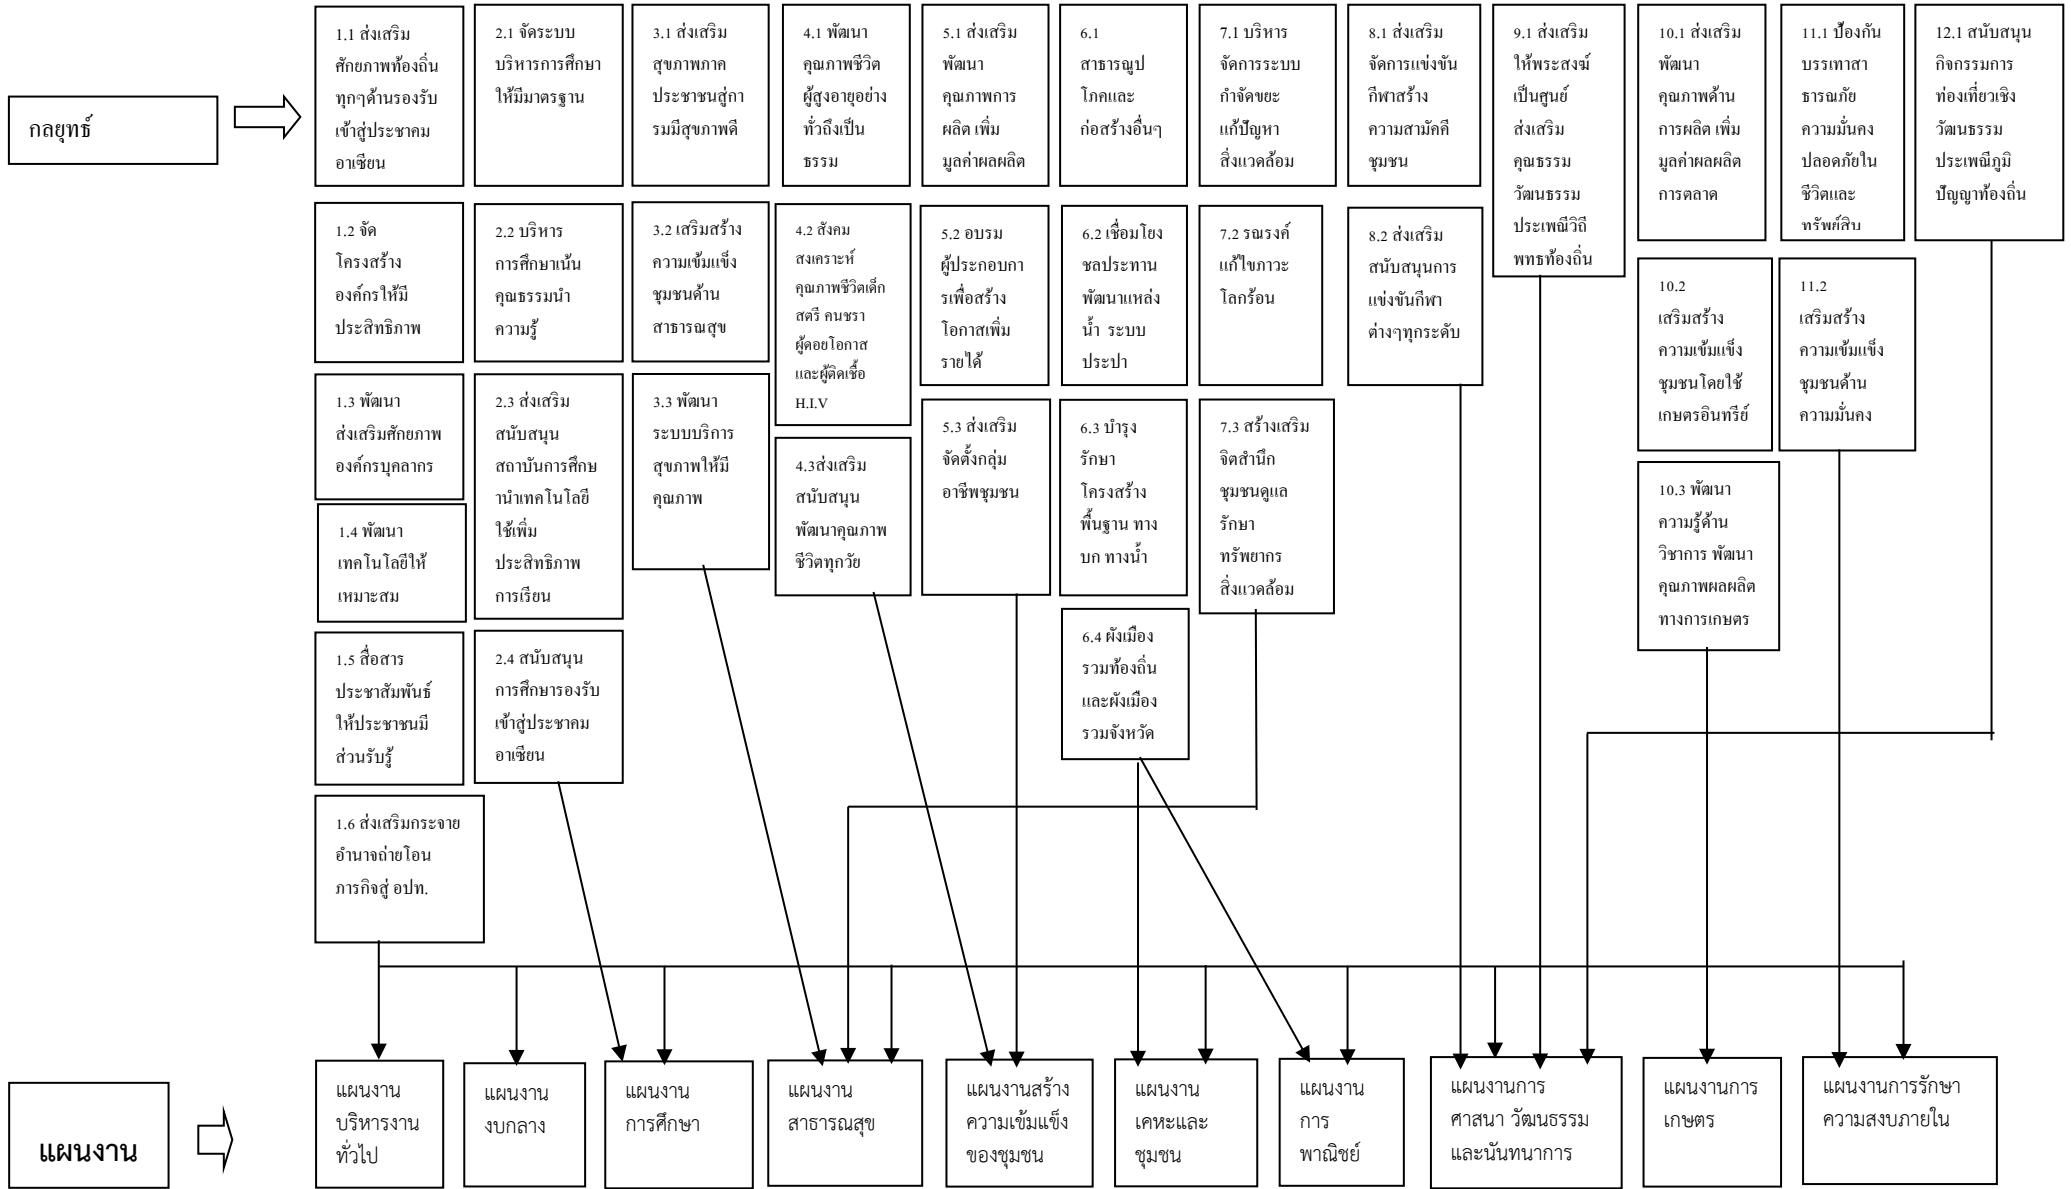 กลยุทธ์
1.1 ส่งเสริม
ศักยภาพท้องถิ่น
ทุกๆด้านรองรับ
เข้าสู่ประชาคม
อาเซียน
2.1 จัดระบบ
บริหารการศึกษา
ให้มีมาตรฐาน
3.1 ส่งเสริม
สุขภาพภาค
ประชาชนสู่กา
รมมีสุขภาพดี
4.1 พัฒนา
คุณภาพชีวิต
ผู้สูงอายุอย่าง
ทั่วถึงเป็น
ธรรม
5.1 ส่งเสริม
พัฒนา
คุณภาพการ
ผลิต เพิ่ม
มูลค่าผลผลิต
6.1
สาธารณูป
โภคและ
ก่อสร้างอื่นๆ
7.1 บริหาร
จัดการระบบ
กำจัดขยะ
แก้ปัญหา
สิ่งแวดล้อม
8.1 ส่งเสริม
จัดการแข่งขัน
กีฬาสร้าง
ความสามัคคี
ชุมชน
9.1 ส่งเสริม
ให้พระสงฆ์
เป็นศูนย์
ส่งเสริม
คุณธรรม
วัฒนธรรม
ประเพณีวิถี
พุทธท้องถิ่น
10.1 ส่งเสริม
พัฒนา
คุณภาพด้าน
การผลิต เพิ่ม
มูลค่าผลผลิต
การตลาด
11.1 ป้องกัน
บรรเทาสา
ธารณภัย
ความมั่นคง
ปลอดภัยใน
ชีวิตและ
ทรัพย์สิน
12.1 สนับสนุน
กิจกรรมการ
ท่องเที่ยวเชิง
วัฒนธรรม
ประเพณีภูมิ
ปัญญาท้องถิ่น
1.2 จัด
โครงสร้าง
องค์กรให้มี
ประสิทธิภาพ
2.2 บริหาร
การศึกษาเน้น
คุณธรรมนำ
ความรู้
3.2 เสริมสร้าง
ความเข้มแข็ง
ชุมชนด้าน
สาธารณสุข
4.2 สังคม
สงเคราะห์
คุณภาพชีวิตเด็ก
สตรี คนชรา
ผู้ดอยโอกาส
และผู้ติดเชื้อ
H.I.V
5.2 อบรม
ผู้ประกอบกา
รเพื่อสร้าง
โอกาสเพิ่ม
รายได้
6.2 เชื่อมโยง
ชลประทาน
พัฒนาแหล่ง
น้ำ ระบบ
ประปา
7.2 รณรงค์
แก้ไขภาวะ
โลกร้อน
8.2 ส่งเสริม
สนับสนุนการ
แข่งขันกีฬา
ต่างๆทุกระดับ
10.2
เสริมสร้าง
ความเข้มแข็ง
ชุมชนโดยใช้
เกษตรอินทรีย์
11.2
เสริมสร้าง
ความเข้มแข็ง
ชุมชนด้าน
ความมั่นคง
1.3 พัฒนา
ส่งเสริมศักยภาพ
องค์กรบุคลากร
2.3 ส่งเสริม
สนับสนุน
สถาบันการศึกษ
านำเทคโนโลยี
ใช้เพิ่ม
ประสิทธิภาพ
การเรียน
3.3 พัฒนา
ระบบบริการ
สุขภาพให้มี
คุณภาพ
4.3ส่งเสริม
สนับสนุน
พัฒนาคุณภาพ
ชีวิตทุกวัย
5.3 ส่งเสริม
จัดตั้งกลุ่ม
อาชีพชุมชน
6.3 บำรุง
รักษา
โครงสร้าง
พื้นฐาน ทาง
บก ทางน้ำ
7.3 สร้างเสริม
จิตสำนึก
ชุมชนดูแล
รักษา
ทรัพยากร
สิ่งแวดล้อม
10.3 พัฒนา
ความรู้ด้าน
วิชาการ พัฒนา
คุณภาพผลผลิต
ทางการเกษตร
1.4 พัฒนา
เทคโนโลยีให้
เหมาะสม
1.5 สื่อสาร
ประชาสัมพันธ์
ให้ประชาชนมี
ส่วนรับรู้
2.4 สนับสนุน
การศึกษารองรับ
เข้าสู่ประชาคม
อาเซียน
6.4 ผังเมือง
รวมท้องถิ่น
และผังเมือง
รวมจังหวัด
1.6 ส่งเสริมกระจาย
อำนาจถ่ายโอน
ภารกิจสู่ อปท.
แผนงาน
แผนงาน
บริหารงาน
ทั่วไป
แผนงาน
งบกลาง
แผนงาน
การศึกษา
แผนงาน
สาธารณสุข
แผนงานสร้าง
ความเข้มแข็ง
ของชุมชน
แผนงาน
เคหะและ
ชุมชน
แผนงาน
การ
พาณิชย์
แผนงานการ
ศาสนา วัฒนธรรม
และนันทนาการ
แผนงานการ
เกษตร
แผนงานการรักษา
ความสงบภายใน